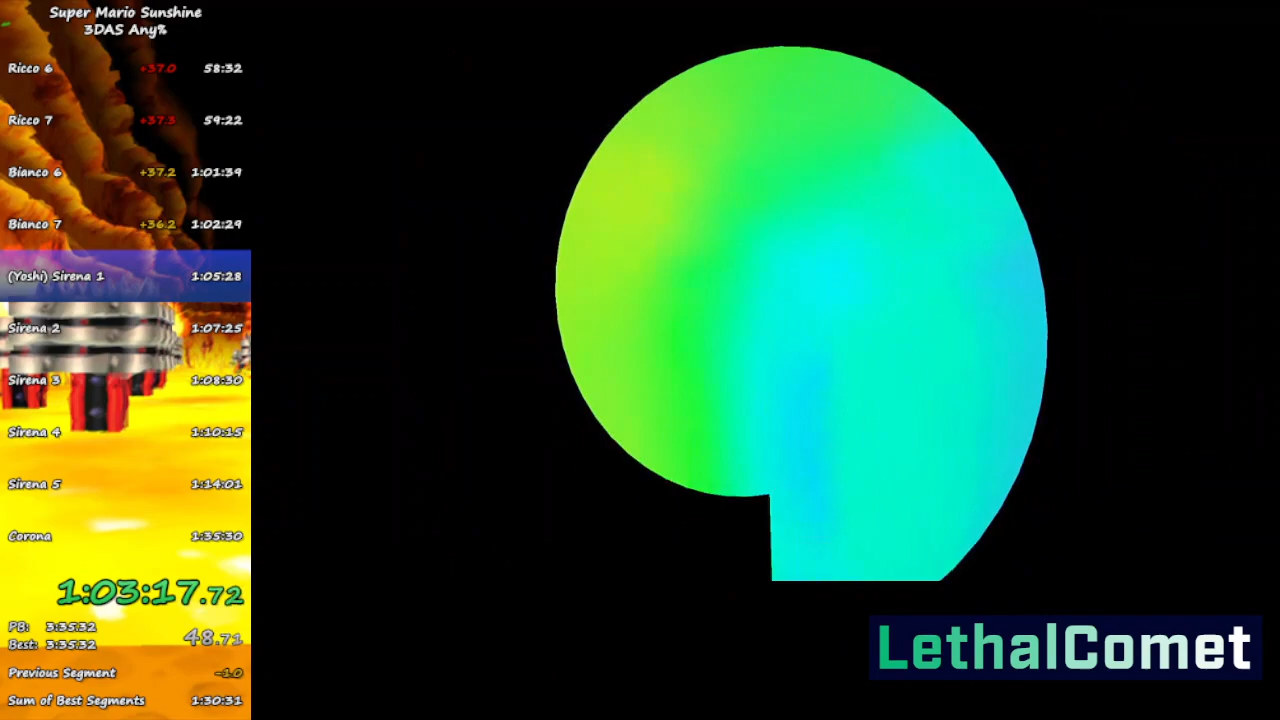 Super Mario Sunshine
3DAS Any%
Ricco 6 +37.0 58:32
Ricco 7 +37.3 59:22
Bianco 6 +37.2 1:01:39
Bianco 7 +36.2 1:02:29
(Yoshi) Sirena 1 1:05:28
Sirena 2 1:07:25
Sirena 3 1:08:30
Sirena 4 1:10:15
Sirena 5 1:14:01
Corona 1:35:30
1:03:17.72
PB: 3:35:32
48.71
Best: 3:35:32
Previous Segment -1.0
Sum of Best Segments 1:30:31
LethalComet